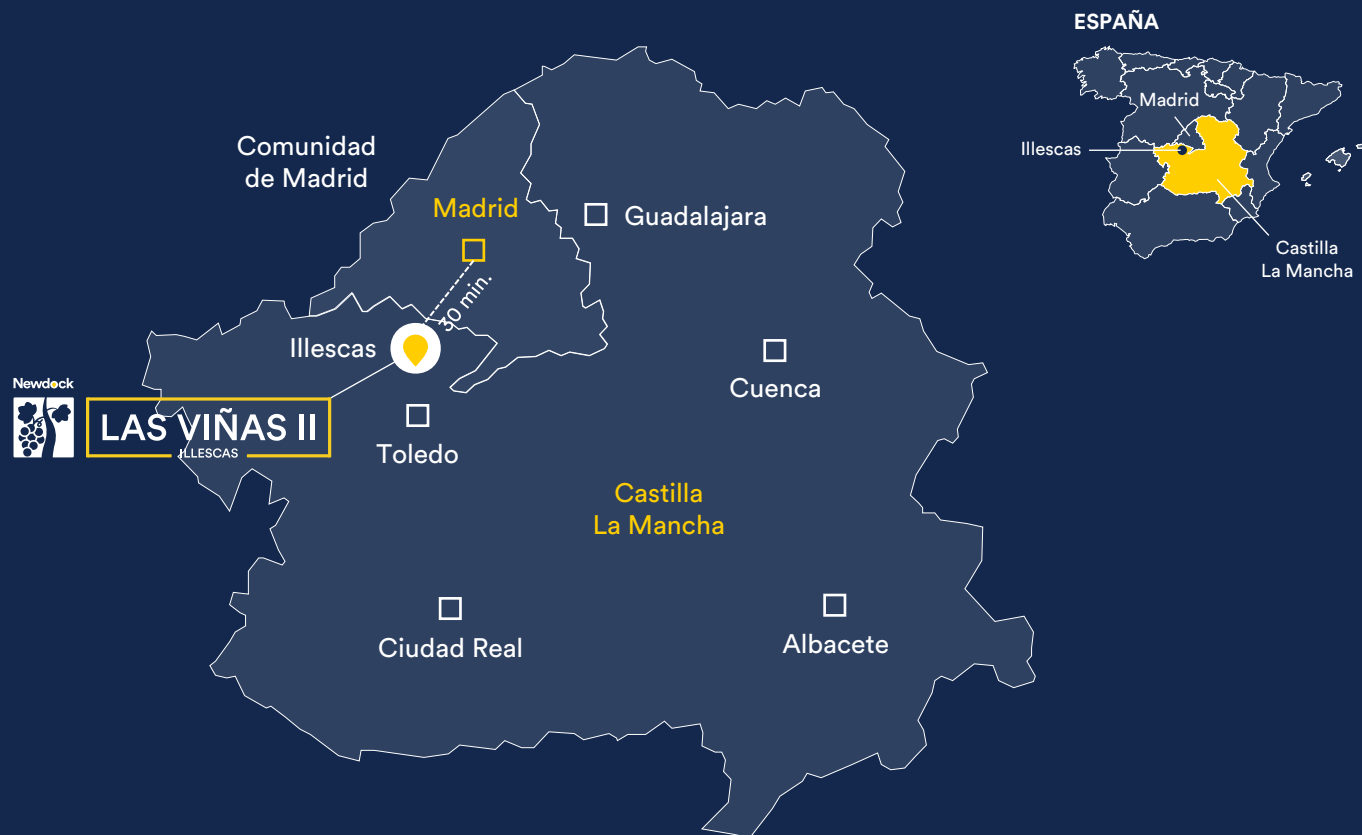 ESPAÑA
Madrid
Illescas
Castilla
La Mancha
Comunidad
de Madrid
Madrid
Guadalajara
30 min.
Illescas
Cuenca
Newdock
LAS VIÑAS II
ILLESCAS
Toledo
Castilla
La Mancha
Ciudad Real
Albacete